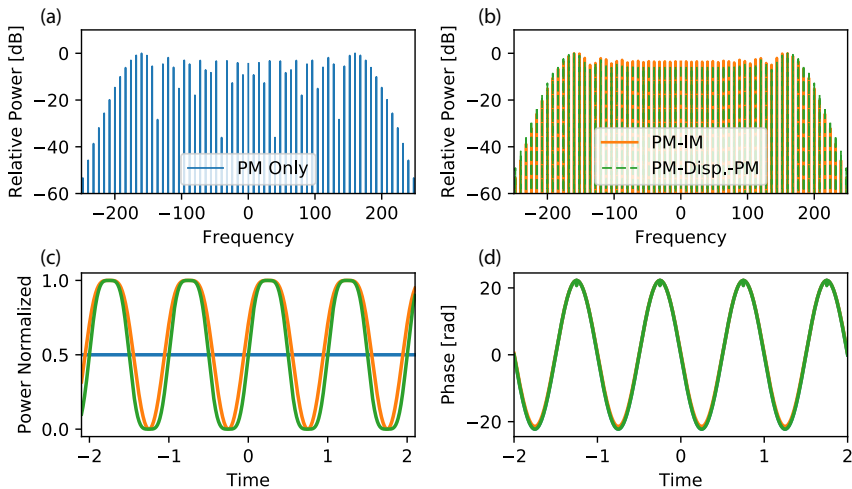 (a)
Relative Power [dB]
0
−20
−40
−60
PM Only
−200 −100 0 100 200
Frequency
(b)
Relative Power [dB]
0
−20
−40
−60
PM-IM
PM-Disp.-PM
−200 −100 0 100 200
Frequency
(c)
Power Normalized
1.0
0.5
0.0
−2 −1 0 1 2
Time
(d)
Phase [rad]
20
0
−20
−2 −1 0 1 2
Time